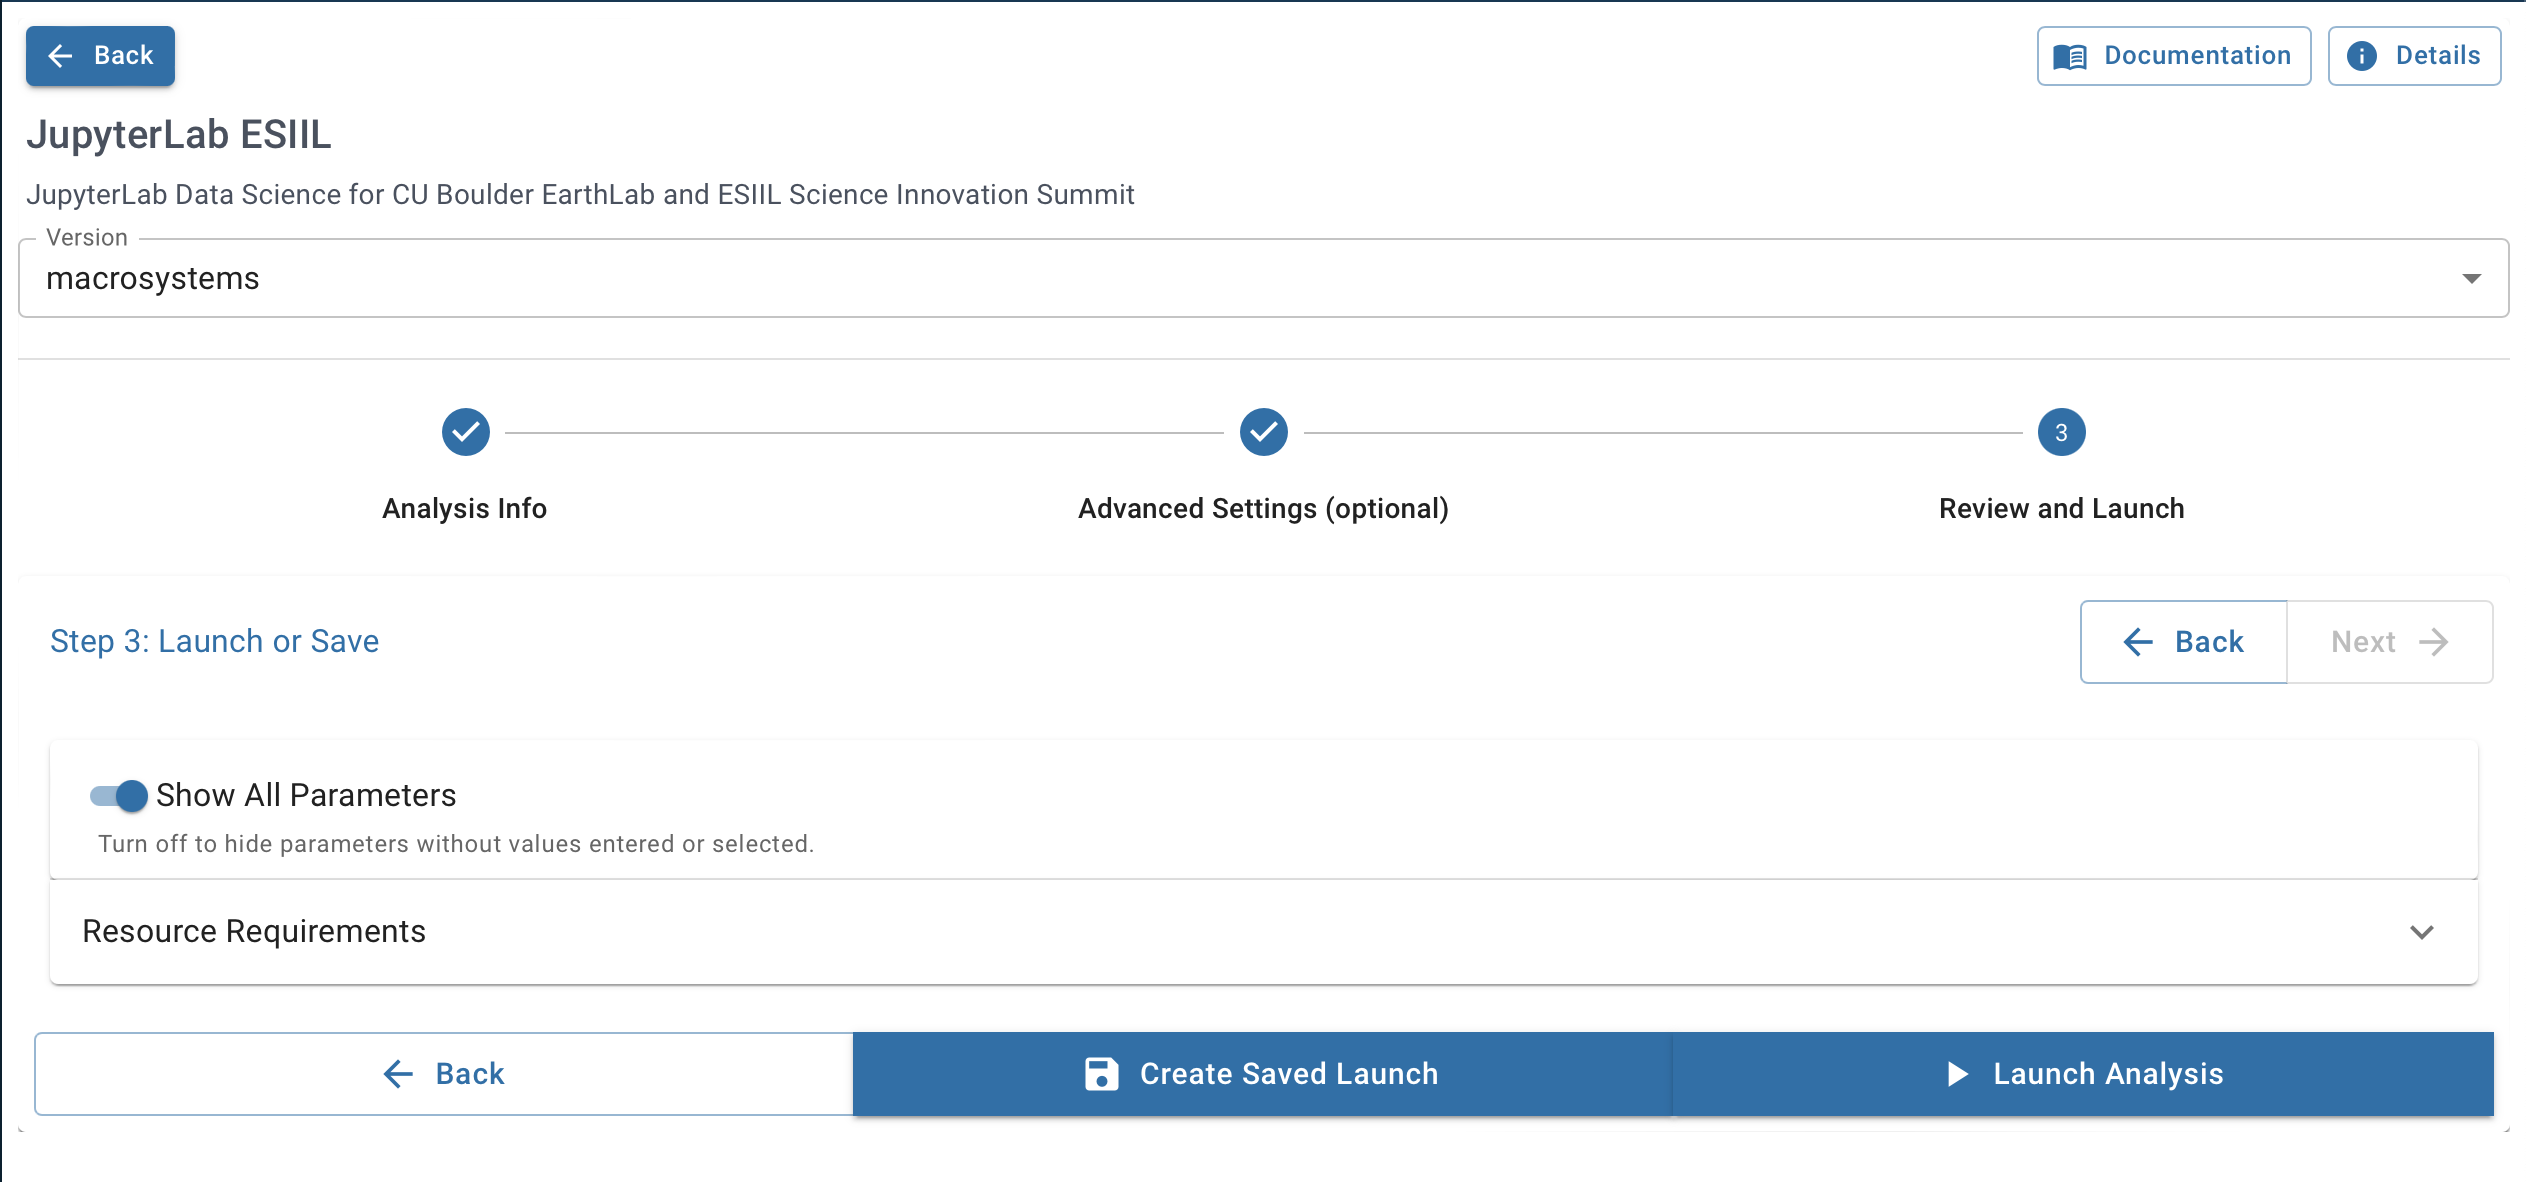 Back
Documentation
Details
JupyterLab ESIIL
JupyterLab Data Science for CU Boulder EarthLab and ESIIL Science Innovation Summit
Version
macrosystems
3
Analysis Info
Advanced Settings (optional)
Review and Launch
Step 3: Launch or Save
Back
Next
Show All Parameters
Turn off to hide parameters without values entered or selected.
Resource Requirements
Back
Create Saved Launch
Launch Analysis